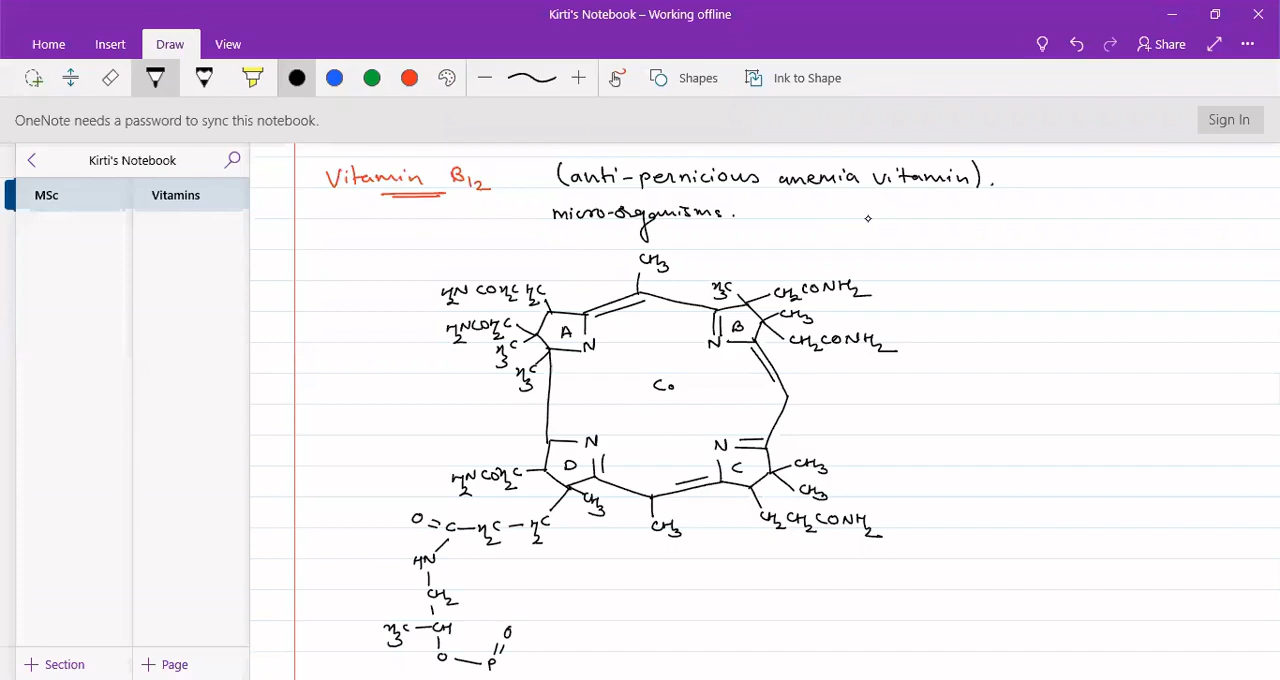 Kirti's Notebook – Working offline
Home Insert Draw View
Share
Shapes Ink to Shape
OneNote needs a password to sync this notebook.
Sign In
Kirti's Notebook
MSc Vitamins
Vitamin B12 (anti-pernicious anemia vitamin).
micro-organisms.
CH3
H2NCOH2CH2C H3C CH2CONH2
A B CH3
H2NCOH2C N N CH2CONH2
H3C
H3C Co
N N
D C CH3
H2NCOH2C CH3 CH3
O=C–H2C–H2C CH3 CH2CH2CONH2
HN
CH2
H3C–CH O
O–P
Section Page